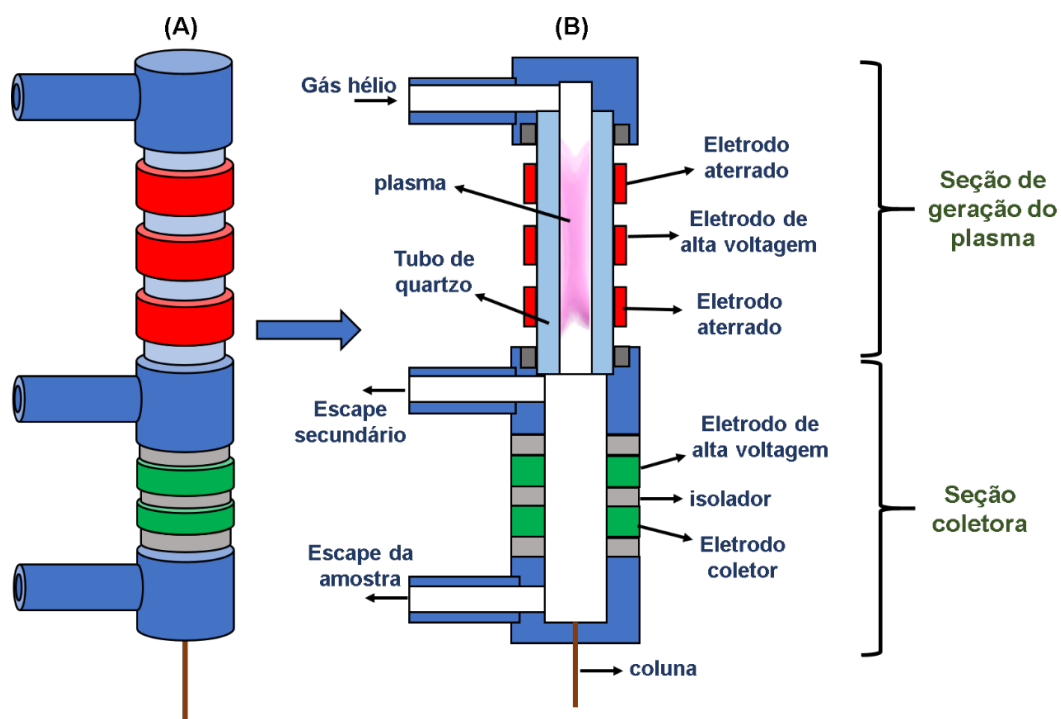 (A)
(B)
Gás hélio
plasma
Tubo de
quartzo
Eletrodo
aterrado
Eletrodo de
alta voltagem
Eletrodo
aterrado
Seção de
geração do
plasma
Escape
secundário
Escape da
amostra
Eletrodo de
alta voltagem
isolador
Eletrodo
coletor
coluna
Seção
coletora